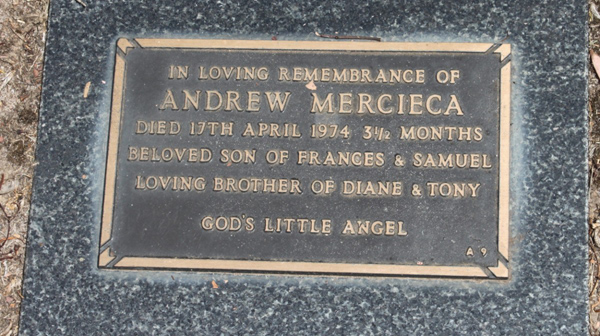 IN LOVING REMEMBRANCE OF
ANDREW MERCIECA
DIED 17TH APRIL 1974 3½ MONTHS
BELOVED SON OF FRANCES & SAMUEL
LOVING BROTHER OF DIANE & TONY
GOD'S LITTLE ANGEL
A 9